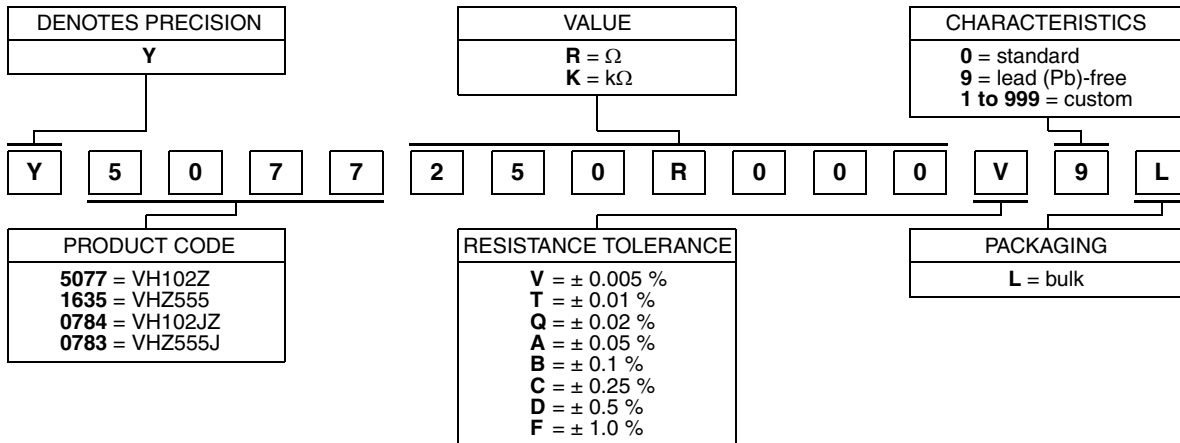 DENOTES PRECISION
Y
VALUE
R = Ω
K = kΩ
CHARACTERISTICS
0 = standard
9 = lead (Pb)-free
1 to 999 = custom
Y 5 0 7 7 2 5 0 R 0 0 0 V 9 L
PRODUCT CODE
5077 = VH102Z
1635 = VHZ555
0784 = VH102JZ
0783 = VHZ555J
RESISTANCE TOLERANCE
V = ± 0.005 %
T = ± 0.01 %
Q = ± 0.02 %
A = ± 0.05 %
B = ± 0.1 %
C = ± 0.25 %
D = ± 0.5 %
F = ± 1.0 %
PACKAGING
L = bulk